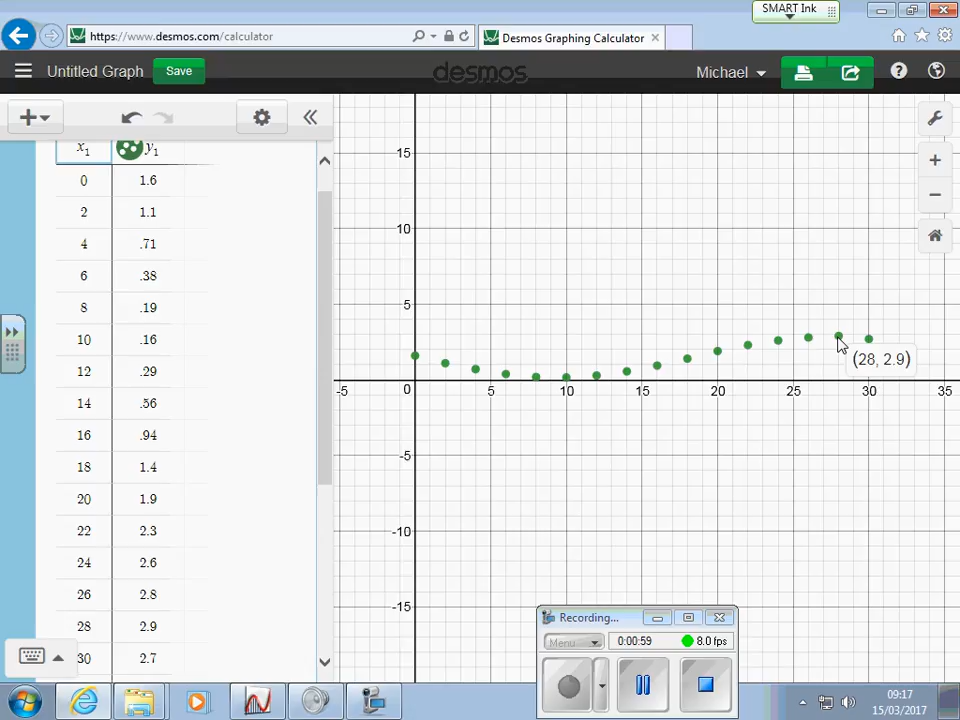 SMART Ink
https://www.desmos.com/calculator
Desmos Graphing Calculator
Untitled Graph
Save
desmos
Michael
x1 y1
0 1.6
2 1.1
4 .71
6 .38
8 .19
10 .16
12 .29
14 .56
16 .94
18 1.4
20 1.9
22 2.3
24 2.6
26 2.8
28 2.9
30 2.7
15
10
5
-5 0 5 10 15 20 25 30 35
-5
-10
-15
(28, 2.9)
Recording...
Menu 0:00:59 8.0 fps
09:17
15/03/2017